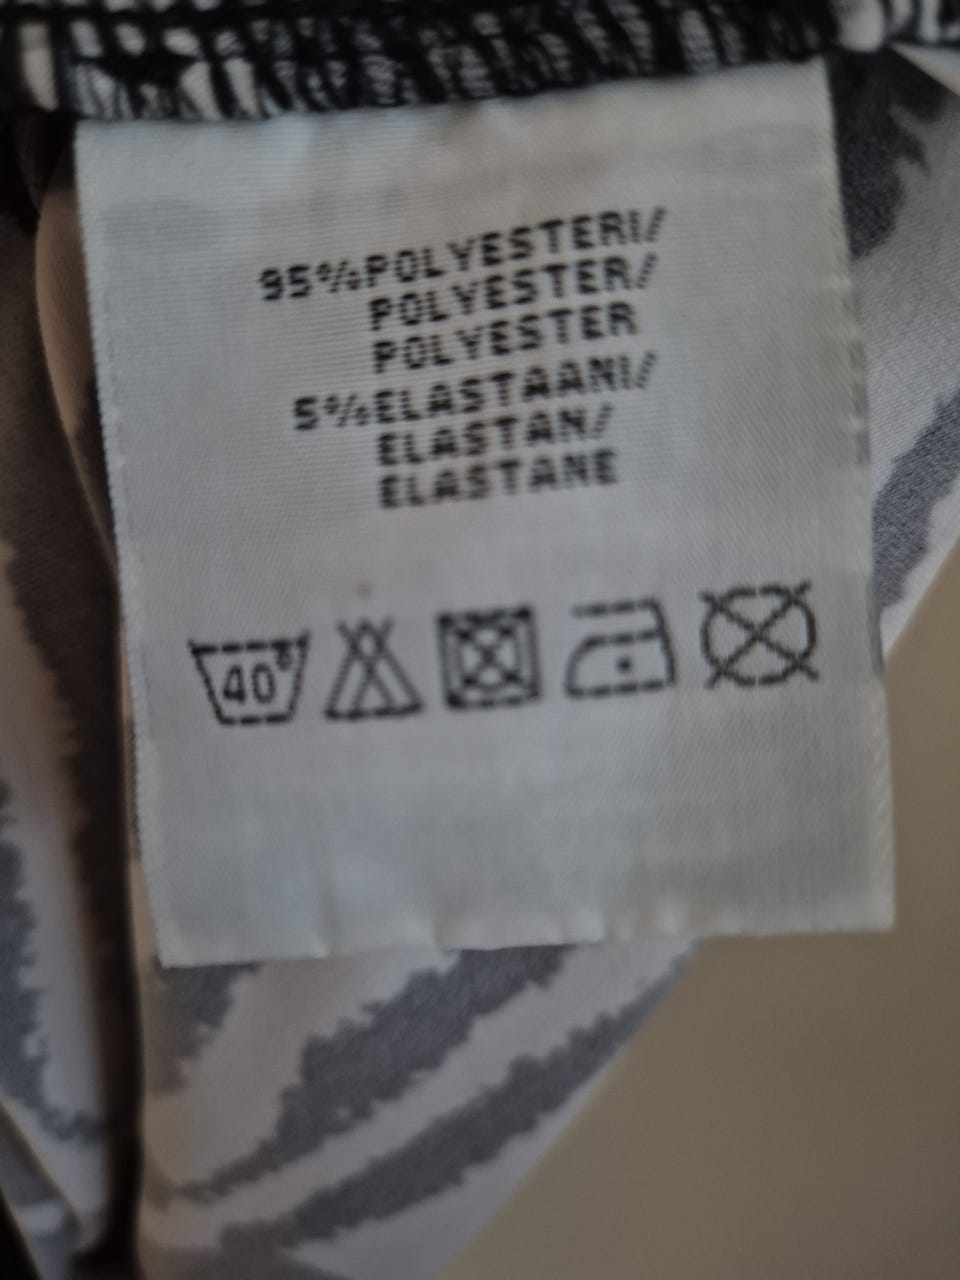 95%POLYESTERI/
POLYESTER/
POLYESTER
5%ELASTAANI/
ELASTAN/
ELASTANE
40°